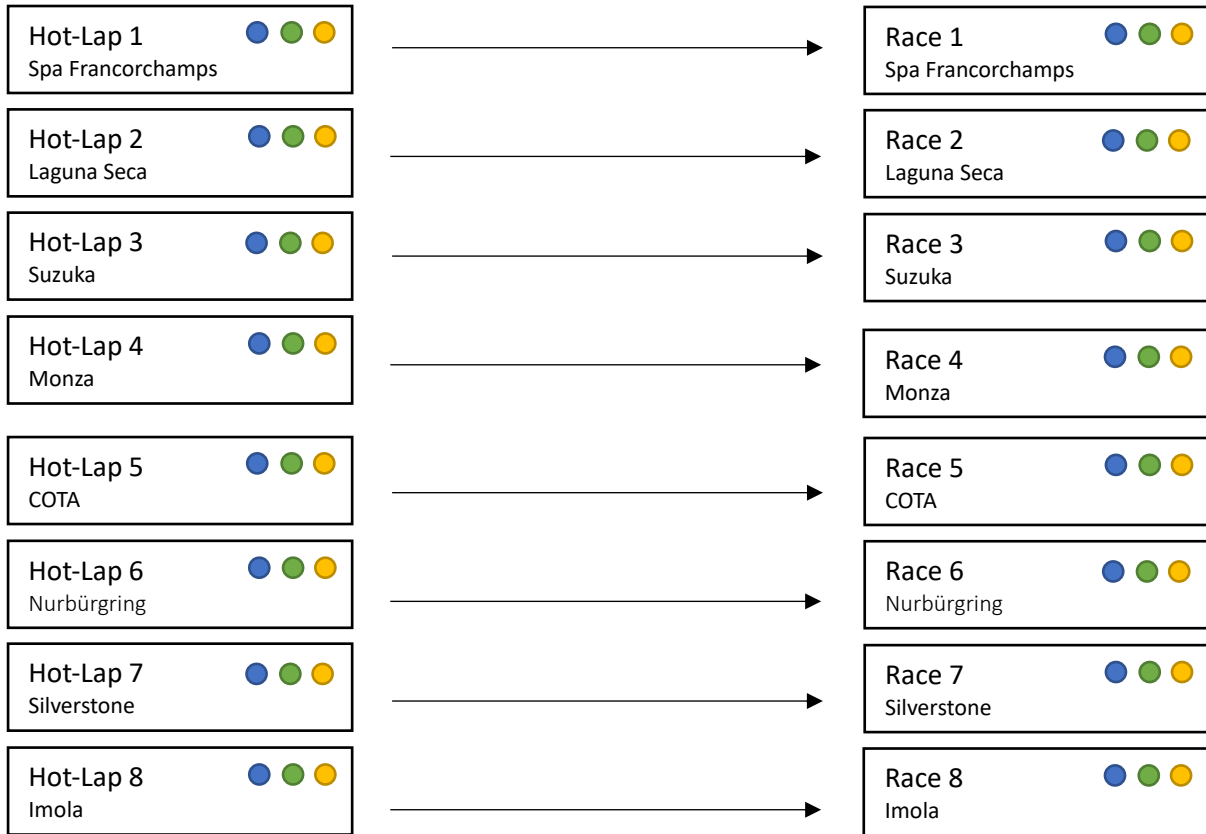 Hot-Lap 1
Spa Francorchamps
Race 1
Spa Francorchamps
Hot-Lap 2
Laguna Seca
Race 2
Laguna Seca
Hot-Lap 3
Suzuka
Race 3
Suzuka
Hot-Lap 4
Monza
Race 4
Monza
Hot-Lap 5
COTA
Race 5
COTA
Hot-Lap 6
Nurbürgring
Race 6
Nurbürgring
Hot-Lap 7
Silverstone
Race 7
Silverstone
Hot-Lap 8
Imola
Race 8
Imola